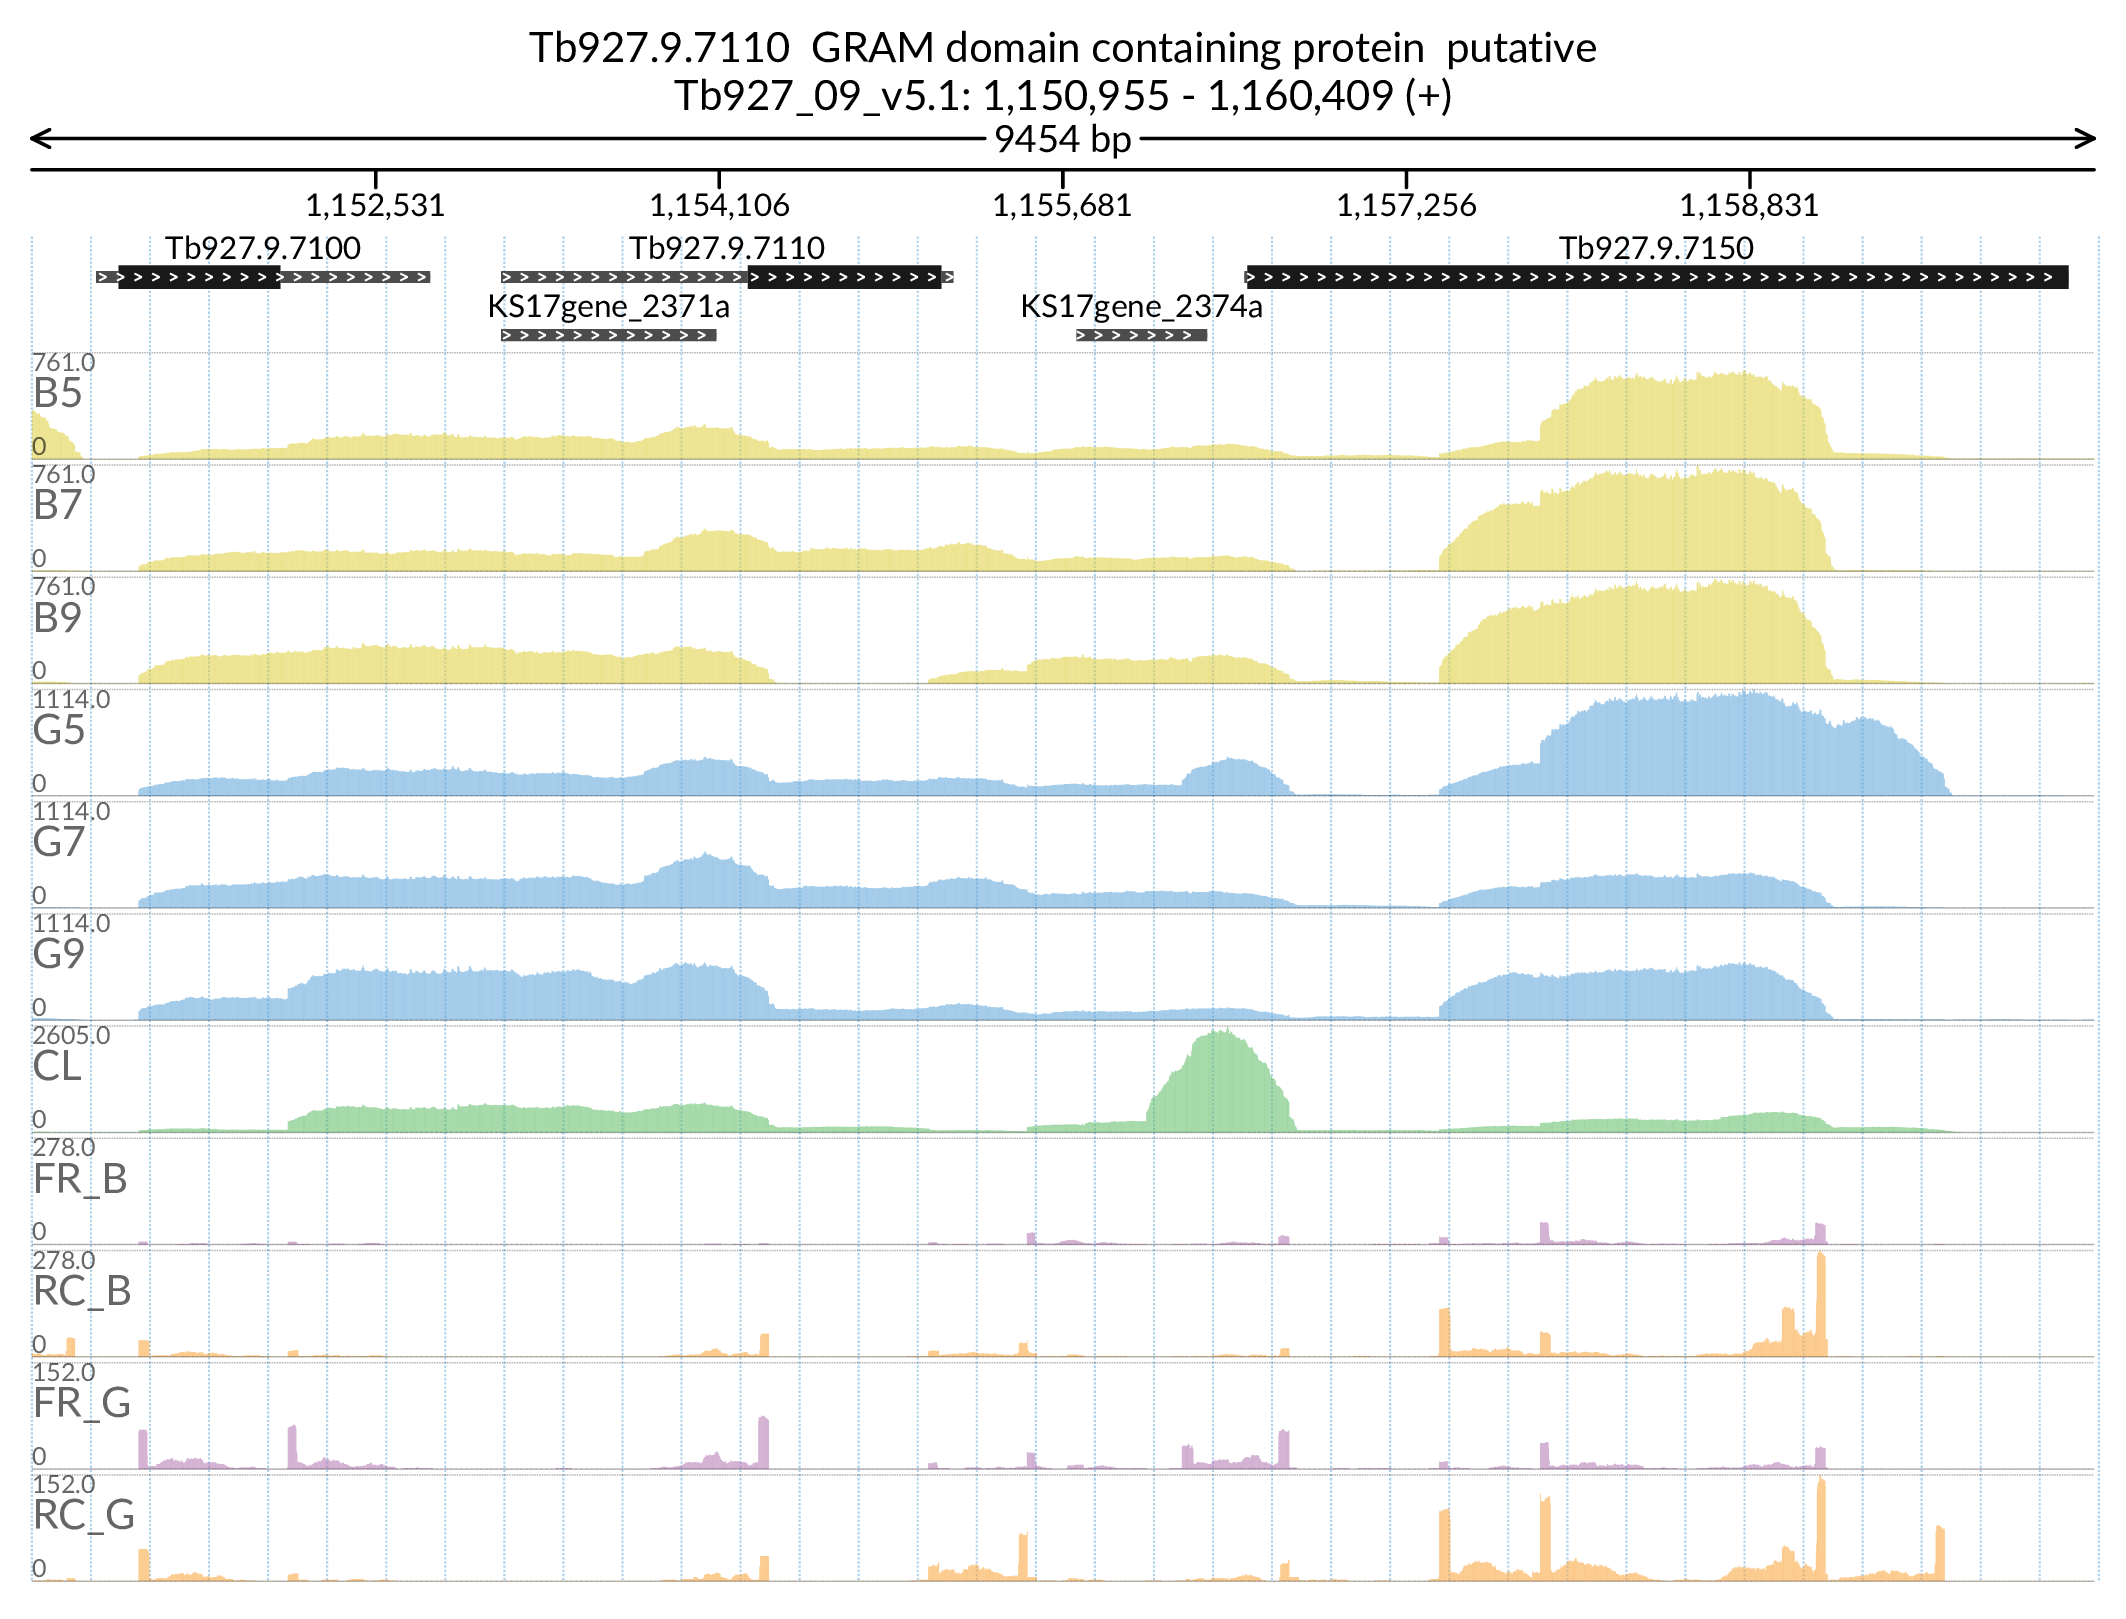 Tb927.9.7110  GRAM domain containing protein  putative
Tb927_09_v5.1: 1,150,955 - 1,160,409 (+)
9454 bp
1,152,531 1,154,106 1,155,681 1,157,256 1,158,831
Tb927.9.7100 Tb927.9.7110 Tb927.9.7150
KS17gene_2371a KS17gene_2374a
761.0
B5
0
761.0
B7
0
761.0
B9
0
1114.0
G5
0
1114.0
G7
0
1114.0
G9
0
2605.0
CL
0
278.0
FR_B
0
278.0
RC_B
0
152.0
FR_G
0
152.0
RC_G
0